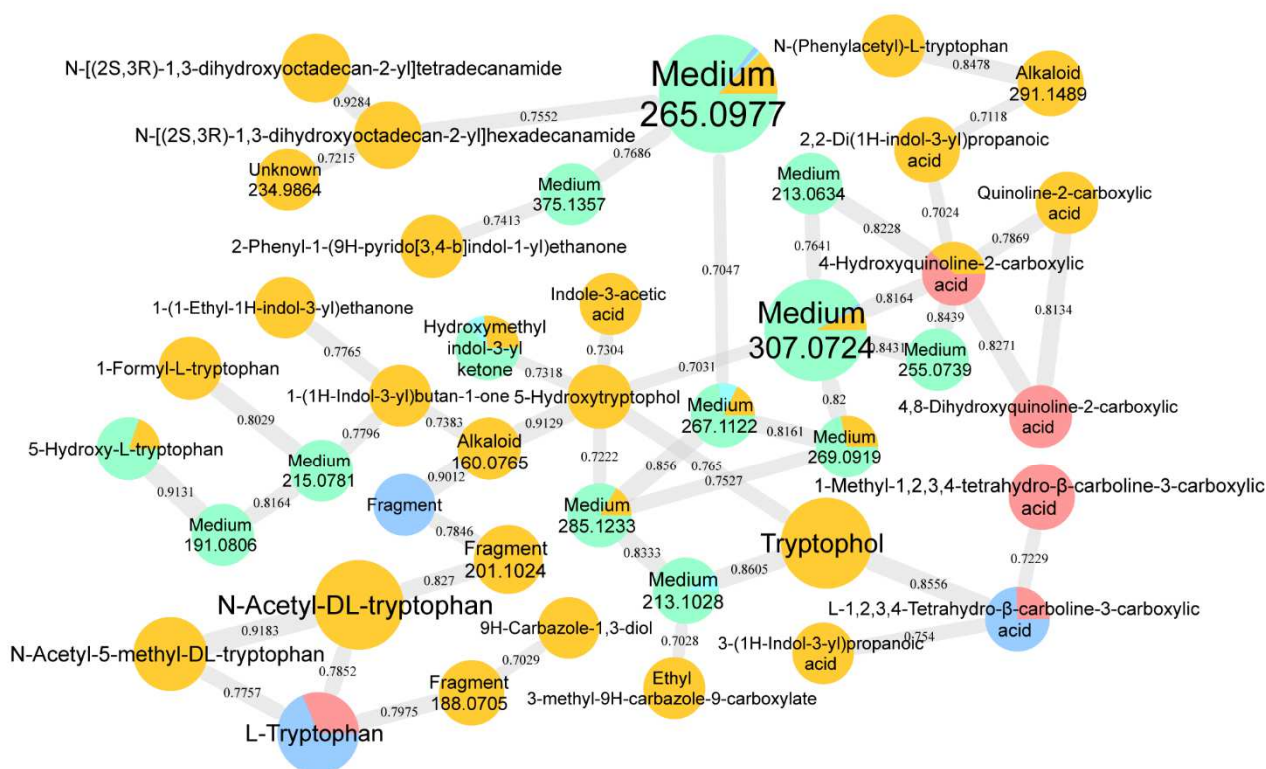 N-(Phenylacetyl)-L-tryptophan
N-[(2S,3R)-1,3-dihydroxyoctadecan-2-yl]tetradecanamide
Medium
265.0977
0.8478
Alkaloid
291.1489
0.9284
0.7552
0.7118
N-[(2S,3R)-1,3-dihydroxyoctadecan-2-yl]hexadecanamide
2,2-Di(1H-indol-3-yl)propanoic
acid
0.7215
0.7686
Unknown
234.9864
Medium
375.1357
Medium
213.0634
Quinoline-2-carboxylic
acid
0.7413
0.7024
0.8228
0.7869
2-Phenyl-1-(9H-pyrido[3,4-b]indol-1-yl)ethanone
0.7641
4-Hydroxyquinoline-2-carboxylic
acid
0.7047
1-(1-Ethyl-1H-indol-3-yl)ethanone
Indole-3-acetic
acid
Medium
307.0724
0.8164
0.8134
0.8439
Hydroxymethyl
indol-3-yl
ketone
0.8431
0.8271
0.7765
0.7304
0.7031
Medium
255.0739
1-Formyl-L-tryptophan
0.7318
1-(1H-Indol-3-yl)butan-1-one
5-Hydroxytryptophol
0.82
Medium
267.1122
4,8-Dihydroxyquinoline-2-carboxylic
acid
0.8029
0.7383
0.9129
0.8161
5-Hydroxy-L-tryptophan
0.7796
Alkaloid
160.0765
0.7222
0.856
0.765
0.7527
Medium
269.0919
Medium
215.0781
0.9012
0.9131
0.8164
Fragment
Medium
285.1233
1-Methyl-1,2,3,4-tetrahydro-β-carboline-3-carboxylic
acid
Medium
191.0806
0.7846
Fragment
201.1024
Tryptophol
0.8333
0.7229
0.827
Medium
213.1028
0.8605
0.8556
N-Acetyl-DL-tryptophan
L-1,2,3,4-Tetrahydro-β-carboline-3-carboxylic
acid
0.9183
9H-Carbazole-1,3-diol
0.7028
0.754
3-(1H-Indol-3-yl)propanoic
acid
N-Acetyl-5-methyl-DL-tryptophan
0.7029
0.7852
Fragment
188.0705
Ethyl
3-methyl-9H-carbazole-9-carboxylate
0.7757
0.7975
L-Tryptophan